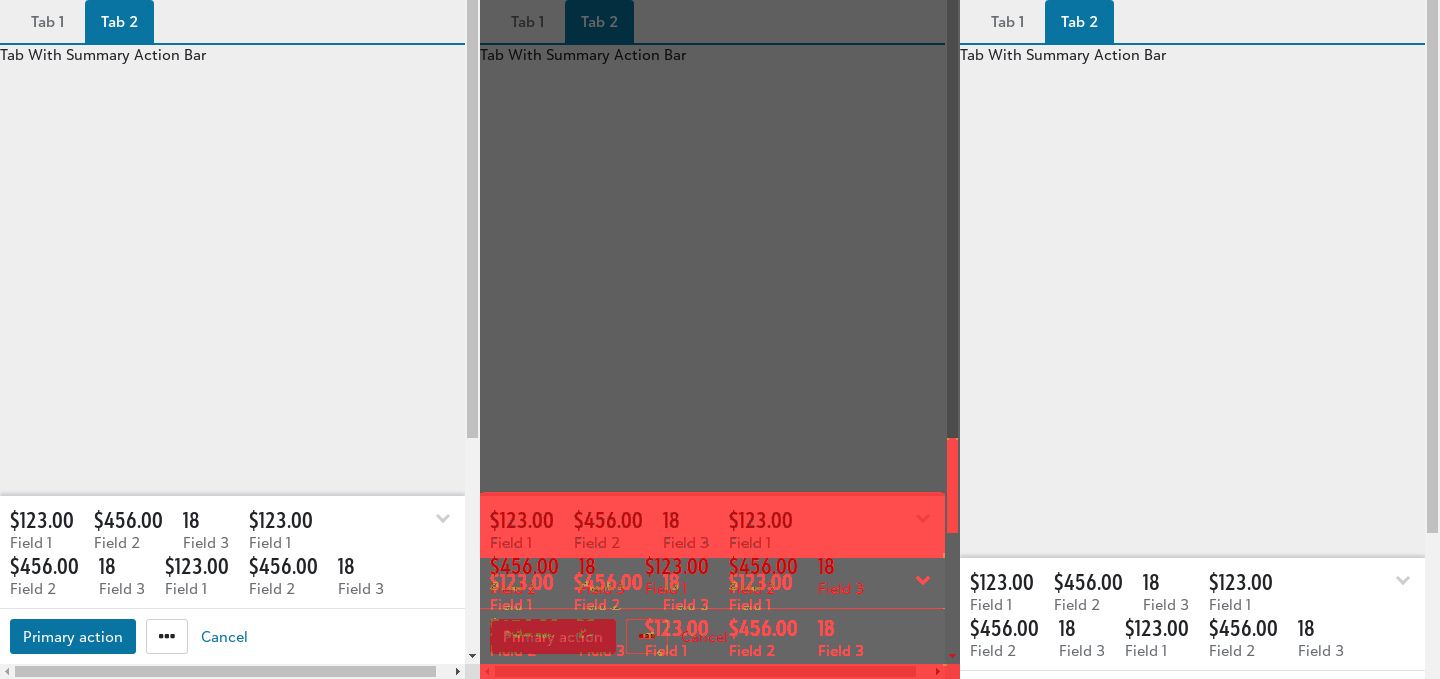 Tab 1 Tab 2
Tab With Summary Action Bar
$123.00 $456.00 18 $123.00
Field 1 Field 2 Field 3 Field 1
$456.00 18 $123.00 $456.00 18
Field 2 Field 3 Field 1 Field 2 Field 3
Primary action ••• Cancel
Tab 1 Tab 2
Tab With Summary Action Bar
$123.00 $456.00 18 $123.00
Field 1 Field 2 Field 3 Field 1
$456.00 18 $123.00 $456.00 18
Field 2 Field 3 Field 1 Field 2 Field 3
$123.00 $456.00 18 $123.00
Field 1 Field 2 Field 3 Field 1
$123.00 $456.00 18
Primary action Cancel
Field 2 Field 3 Field 1 Field 2 Field 3
Tab 1 Tab 2
Tab With Summary Action Bar
$123.00 $456.00 18 $123.00
Field 1 Field 2 Field 3 Field 1
$456.00 18 $123.00 $456.00 18
Field 2 Field 3 Field 1 Field 2 Field 3